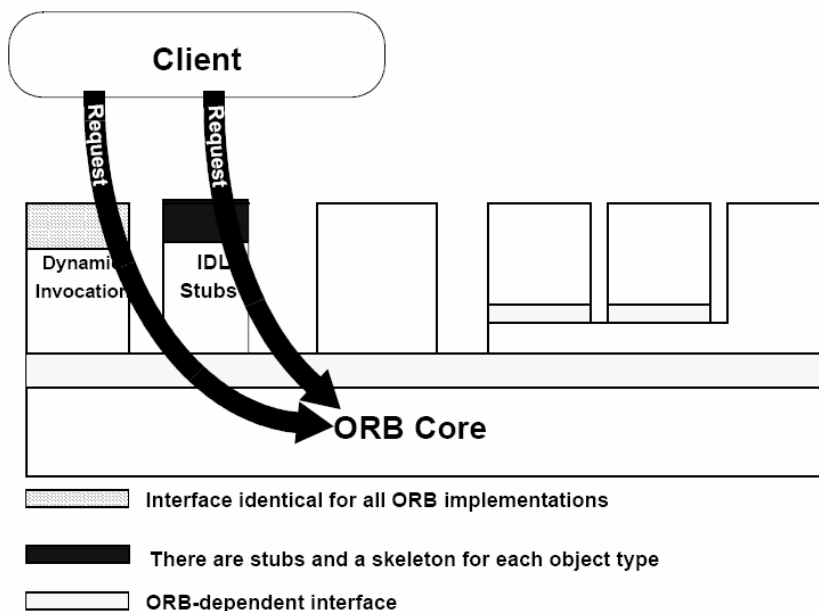 Client
Request
Request
Dynamic
Invocation
IDL
Stubs
ORB Core
Interface identical for all ORB implementations
There are stubs and a skeleton for each object type
ORB-dependent interface